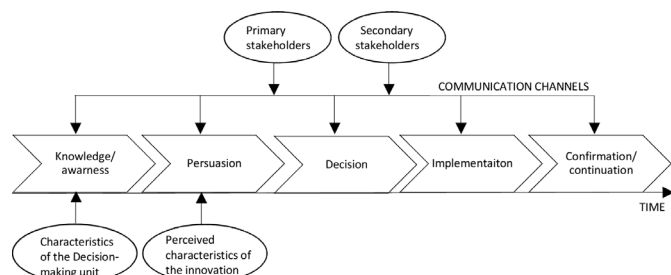 Primary
stakeholders
Secondary
stakeholders
COMMUNICATION CHANNELS
Knowledge/
awarness
Persuasion
Decision
Implementaiton
Confirmation/
continuation
TIME
Characteristics
of the Decision-
making unit
Perceived
characteristics of
the innovation